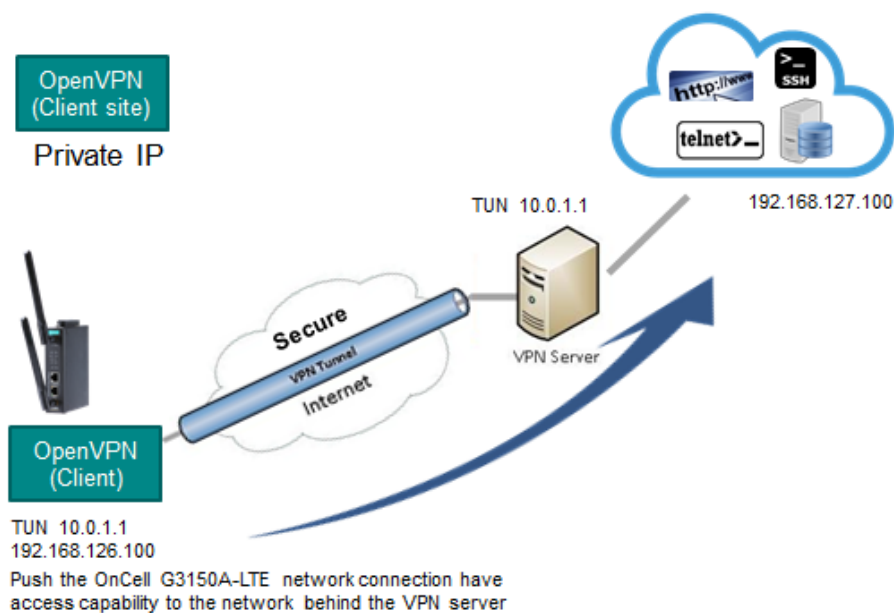 OpenVPN
(Client site)
Private IP
http://www
>_
SSH
telnet>_
TUN 10.0.1.1
192.168.127.100
Secure
VPN Tunnel
Internet
VPN Server
OpenVPN
(Client)
TUN 10.0.1.1
192.168.126.100
Push the OnCell G3150A-LTE network connection have
access capability to the network behind the VPN server